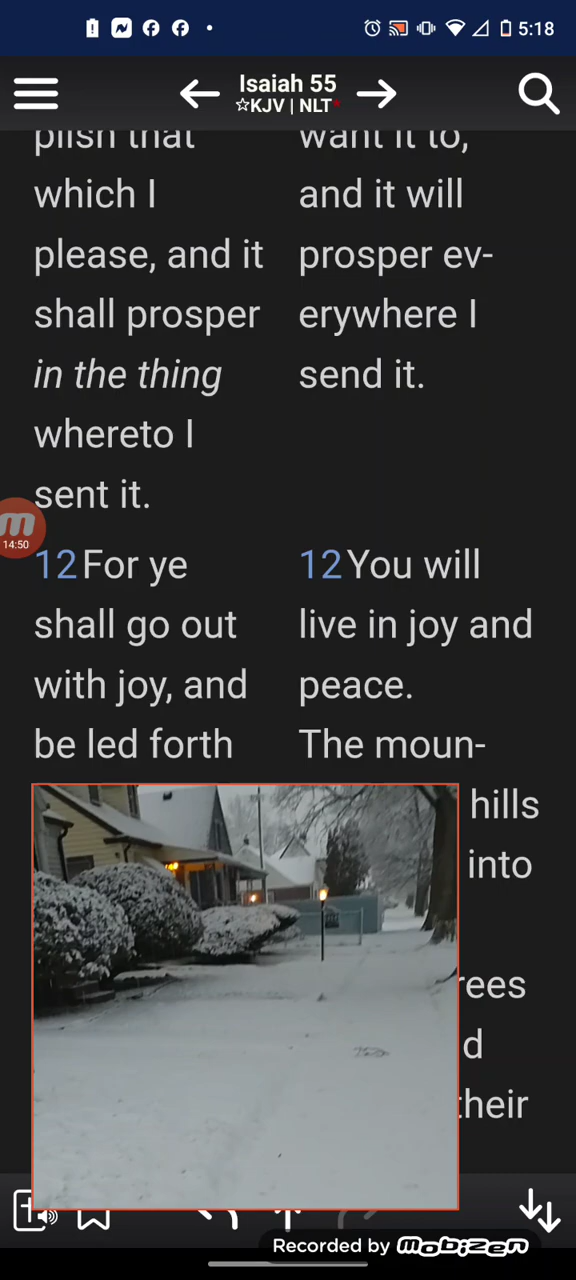 5:18
Isaiah 55
☆KJV | NLT*
plish that
which I
please, and it
shall prosper
in the thing
whereto I
sent it.
12 For ye
shall go out
with joy, and
be led forth
want it to,
and it will
prosper ev-
erywhere I
send it.
12 You will
live in joy and
peace.
The moun-
hills
into
rees
d
their
14:50
Recorded by mobizen